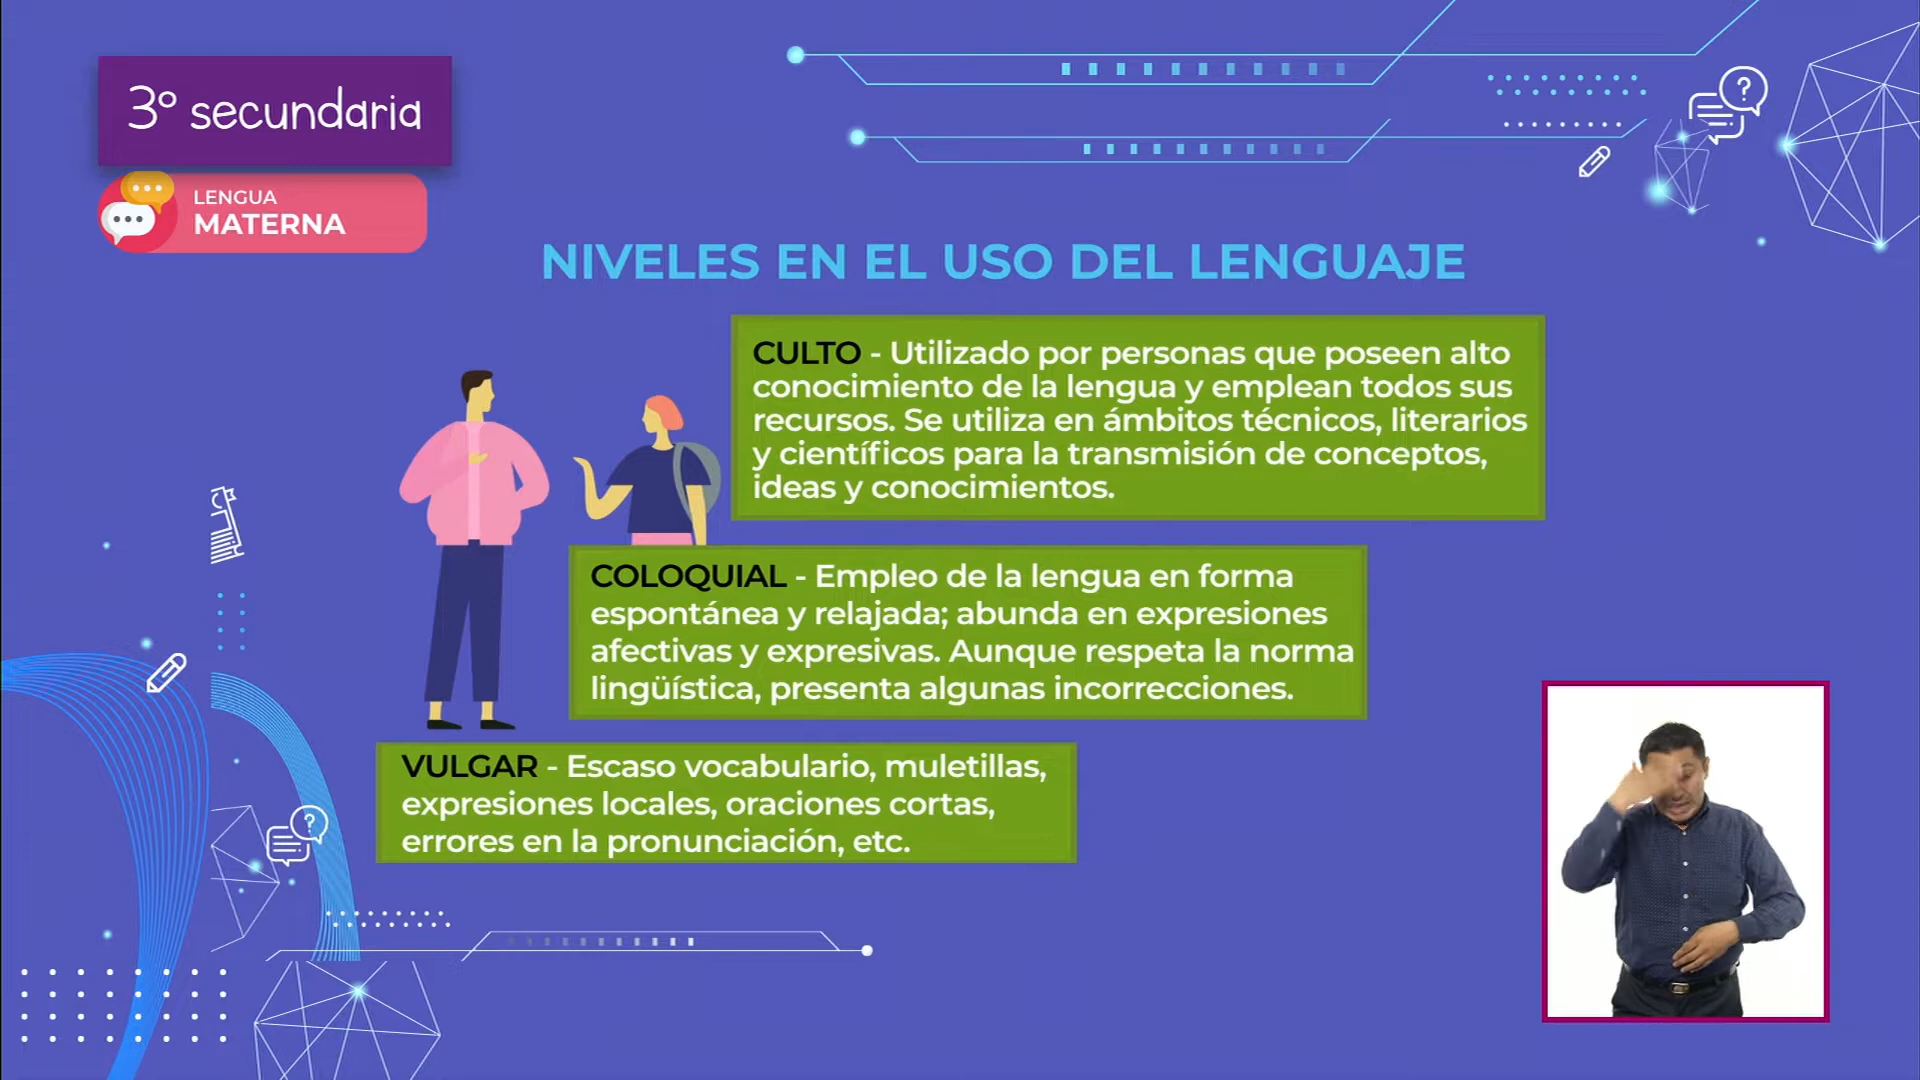 3° secundaria
LENGUA
MATERNA
NIVELES EN EL USO DEL LENGUAJE
CULTO - Utilizado por personas que poseen alto
conocimiento de la lengua y emplean todos sus
recursos. Se utiliza en ámbitos técnicos, literarios
y científicos para la transmisión de conceptos,
ideas y conocimientos.
COLOQUIAL - Empleo de la lengua en forma
espontánea y relajada; abunda en expresiones
afectivas y expresivas. Aunque respeta la norma
lingüística, presenta algunas incorrecciones.
VULGAR - Escaso vocabulario, muletillas,
expresiones locales, oraciones cortas,
errores en la pronunciación, etc.